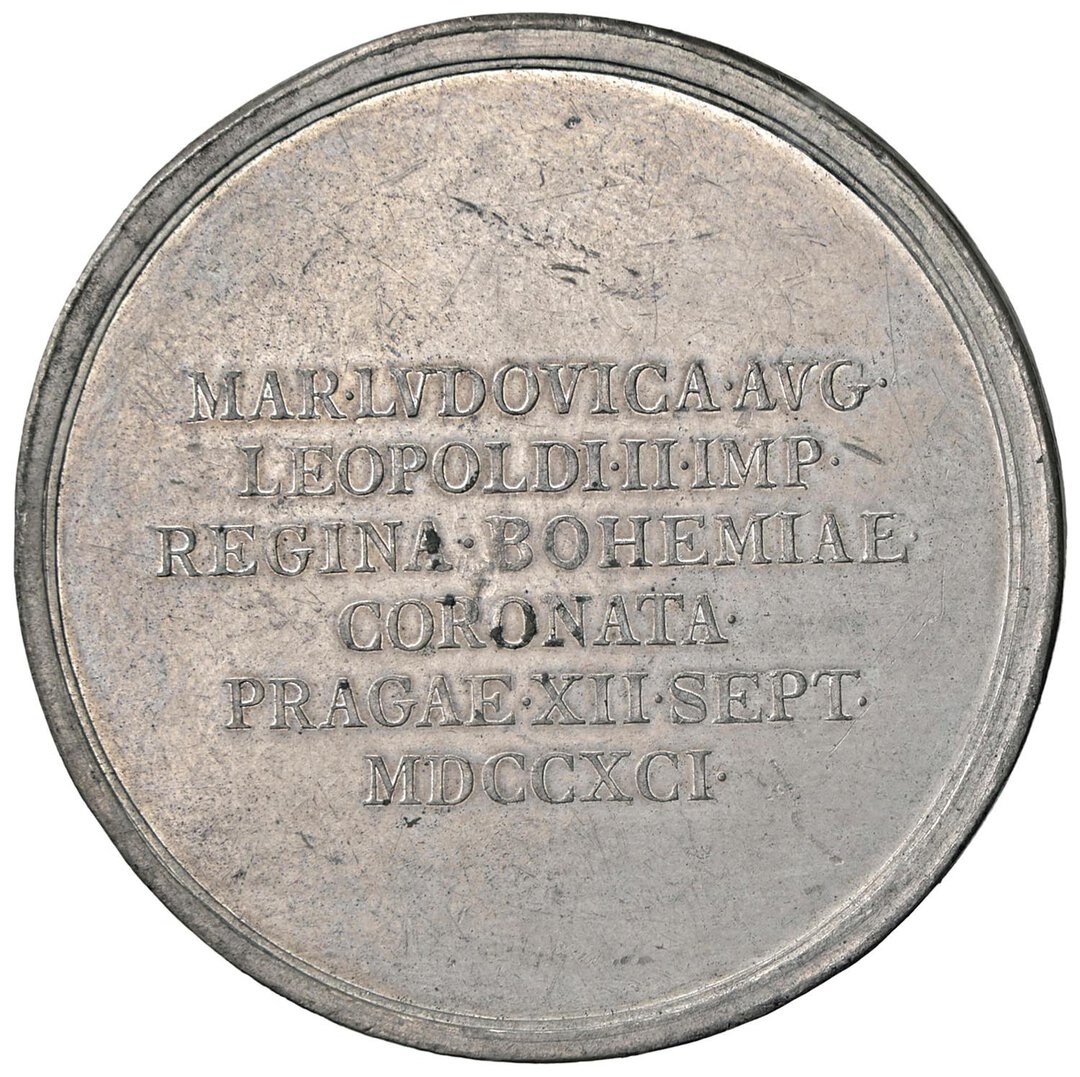 MAR·LVDOVICA·AVG·
LEOPOLDI·II·IMP·
REGINA·BOHEMIAE·
CORONATA·
PRAGAE·XII·SEPT·
MDCCXCI·